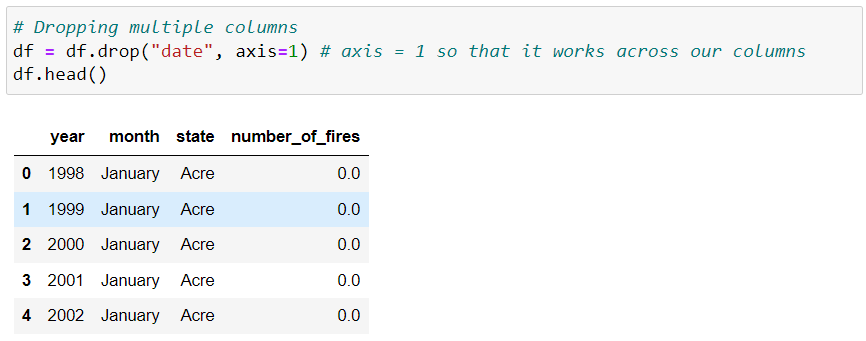 # Dropping multiple columns
df = df.drop("date", axis=1) # axis = 1 so that it works across our columns
df.head()
year month state number_of_fires
0 1998 January Acre 0.0
1 1999 January Acre 0.0
2 2000 January Acre 0.0
3 2001 January Acre 0.0
4 2002 January Acre 0.0